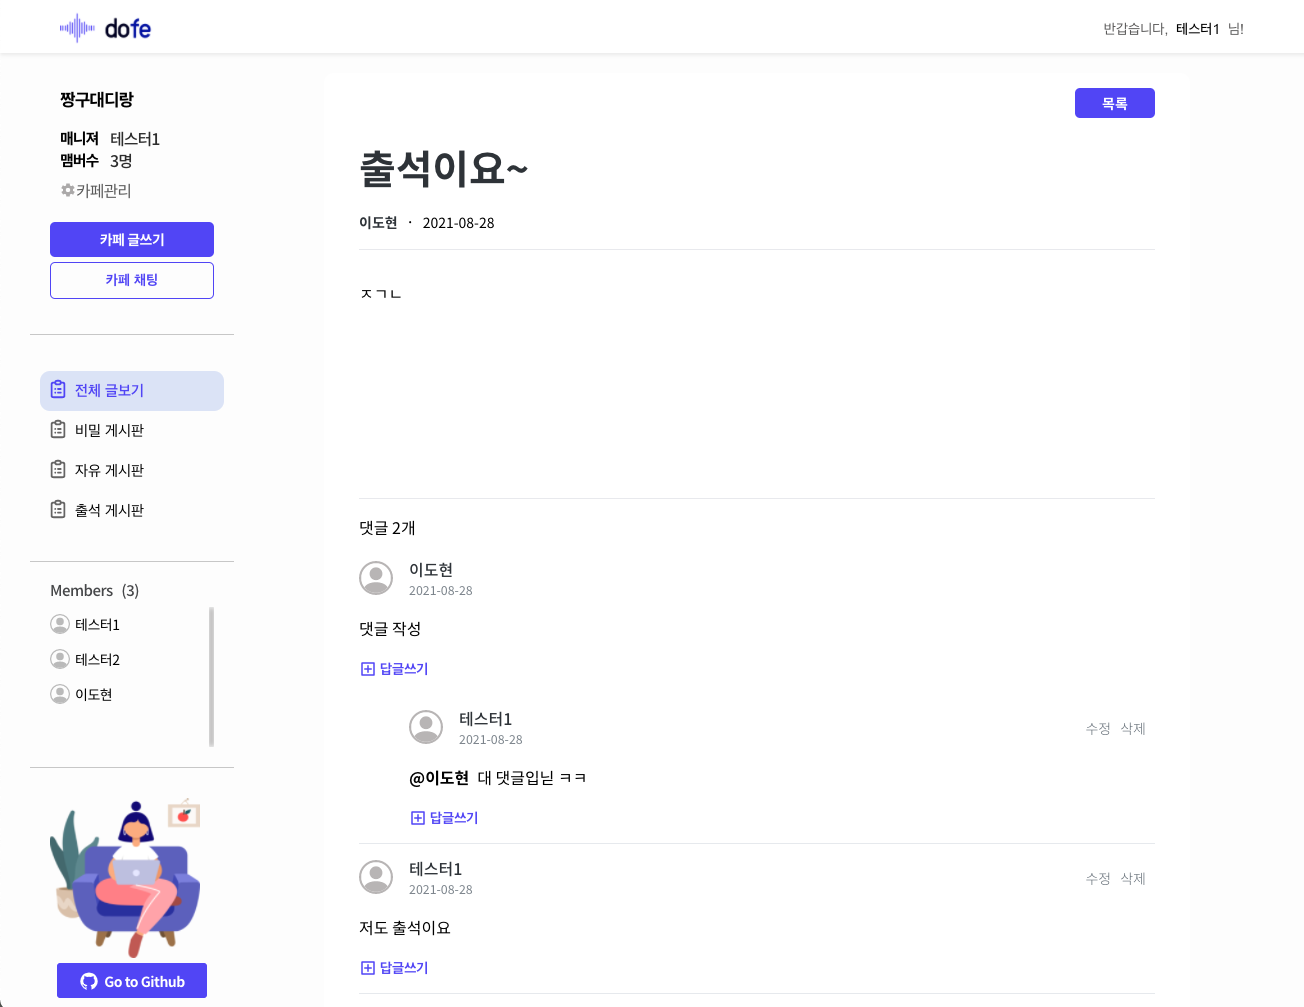 dofe
반갑습니다, 테스터1 님!
짱구대디랑
매니져 테스터1
맴버수 3명
카페관리
카페 글쓰기
카페 채팅
전체 글보기
비밀 게시판
자유 게시판
출석 게시판
Members (3)
테스터1
테스터2
이도현
Go to Github
목록
출석이요~
이도현 · 2021-08-28
ㅈㄱㄴ
댓글 2개
이도현
2021-08-28
댓글 작성
답글쓰기
테스터1
2021-08-28
수정 삭제
@이도현 대 댓글입닏 ㅋㅋ
답글쓰기
테스터1
2021-08-28
수정 삭제
저도 출석이요
답글쓰기